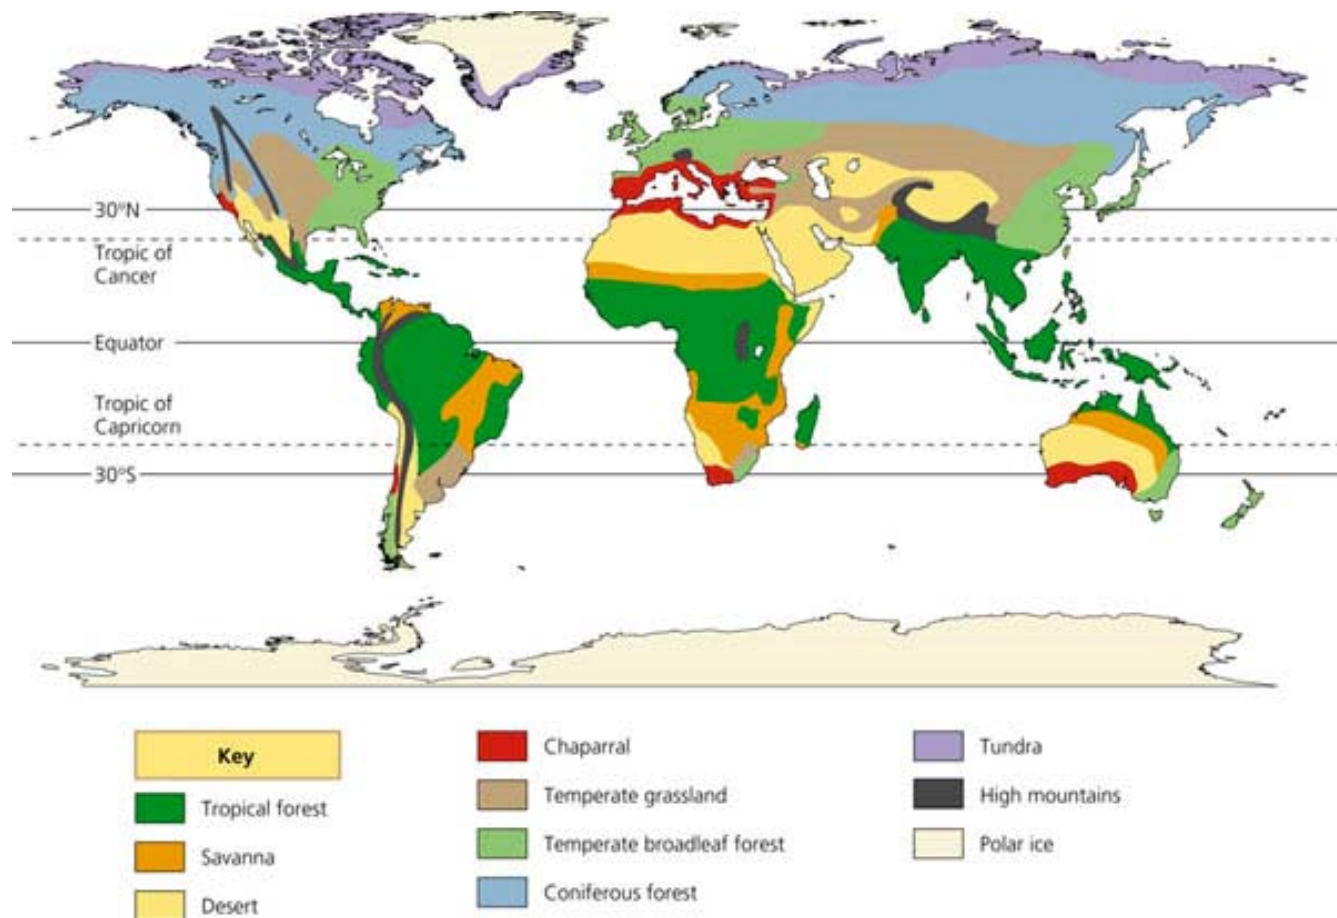 30°N
Tropic of
Cancer
Equator
Tropic of
Capricorn
30°S
Key
Tropical forest
Savanna
Desert
Chaparral
Temperate grassland
Temperate broadleaf forest
Coniferous forest
Tundra
High mountains
Polar ice